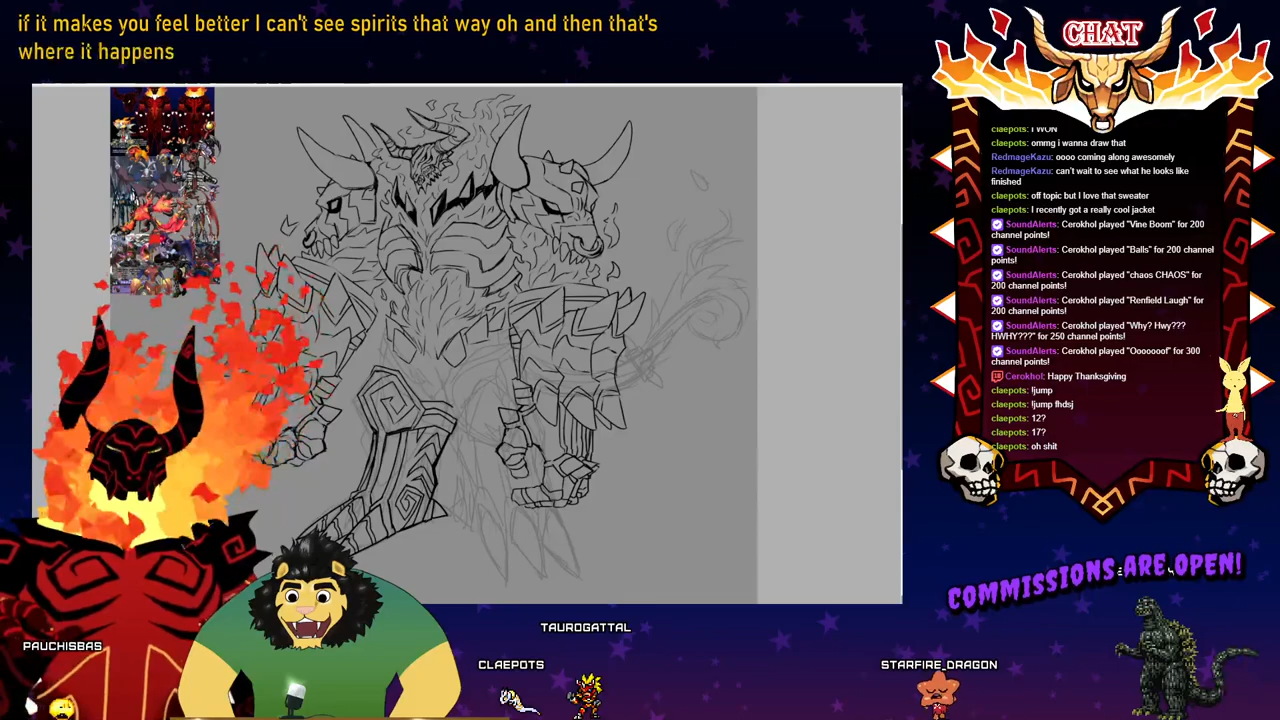 if it makes you feel better I can't see spirits that way oh and then that's
where it happens
CHAT
claepots: I WON
claepots: ommg i wanna draw that
RedmageKazu: oooo coming along awesomely
RedmageKazu: can't wait to see what he looks like
finished
claepots: off topic but I love that sweater
claepots: I recently got a really cool jacket
SoundAlerts: Cerokhol played "Vine Boom" for 200
channel points!
SoundAlerts: Cerokhol played "Balls" for 200 channel
points!
SoundAlerts: Cerokhol played "chaos CHAOS" for
200 channel points!
SoundAlerts: Cerokhol played "Renfield Laugh" for
200 channel points!
SoundAlerts: Cerokhol played "Why? Hwy???
HWHY???" for 250 channel points!
SoundAlerts: Cerokhol played "Ooooooof" for 300
channel points!
Cerokhol: Happy Thanksgiving
claepots: !jump
claepots: !jump fhdsj
claepots: 12?
claepots: 17?
claepots: oh shit
COMMISSIONS ARE OPEN!
TAUROGATTAL
PAUCHISBAS
CLAEPOTS
STARFIRE_DRAGON